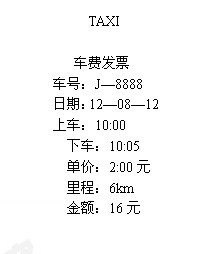 TAXI
车费发票
车号：J—8888
日期：12—08—12
上车：10:00
下车：10:05
单价：2:00 元
里程：6km
金额：16 元